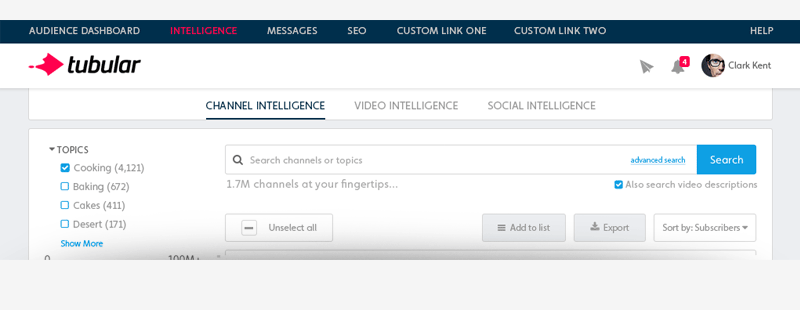 AUDIENCE DASHBOARD INTELLIGENCE MESSAGES SEO CUSTOM LINK ONE CUSTOM LINK TWO HELP
tubular 4 Clark Kent
CHANNEL INTELLIGENCE VIDEO INTELLIGENCE SOCIAL INTELLIGENCE
TOPICS
Cooking (4,121)
Baking (672)
Cakes (411)
Desert (171)
Show More
0 100M+
Search channels or topics advanced search Search
1.7M channels at your fingertips... Also search video descriptions
Unselect all Add to list Export Sort by: Subscribers